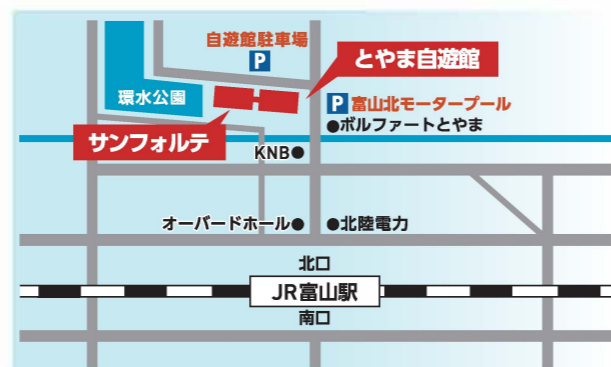 自遊館駐車場
P
とやま自遊館
環水公園
P 富山北モータープール
●ボルファートとやま
サンフォルテ
KNB●
オーバードホール●
●北陸電力
北口
JR富山駅
南口